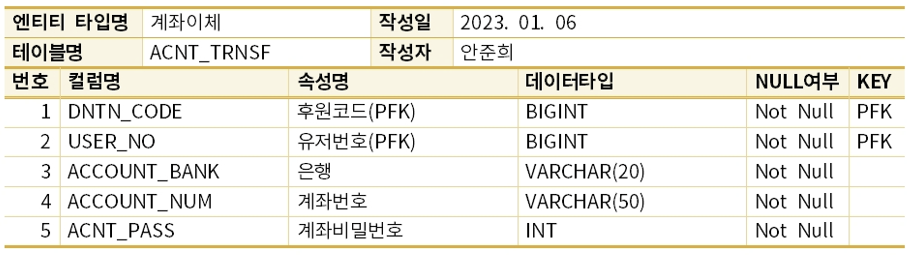 엔티티 타입명 계좌이체 작성일 2023. 01. 06
테이블명 ACNT_TRNSF 작성자 안준희
번호 컬럼명 속성명 데이터타입 NULL여부 KEY
1 DNTN_CODE 후원코드(PFK) BIGINT Not Null PFK
2 USER_NO 유저번호(PFK) BIGINT Not Null PFK
3 ACCOUNT_BANK 은행 VARCHAR(20) Not Null
4 ACCOUNT_NUM 계좌번호 VARCHAR(50) Not Null
5 ACNT_PASS 계좌비밀번호 INT Not Null